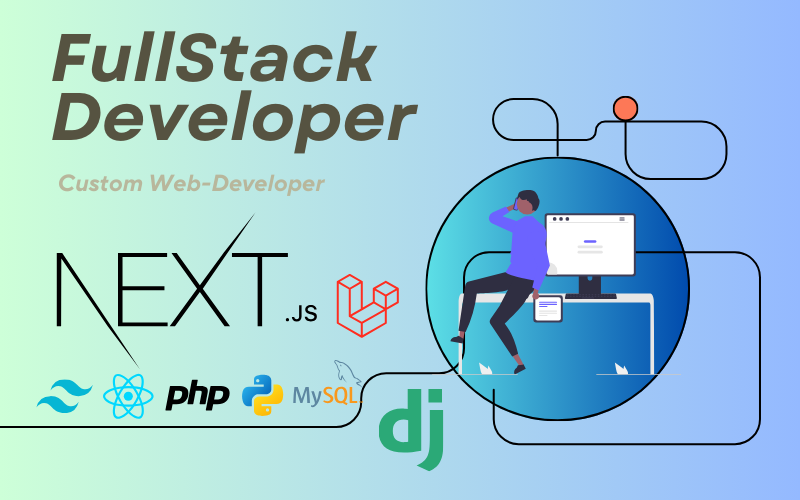 FullStack
Developer
Custom Web-Developer
NEXT.JS
php
MySQL
dj